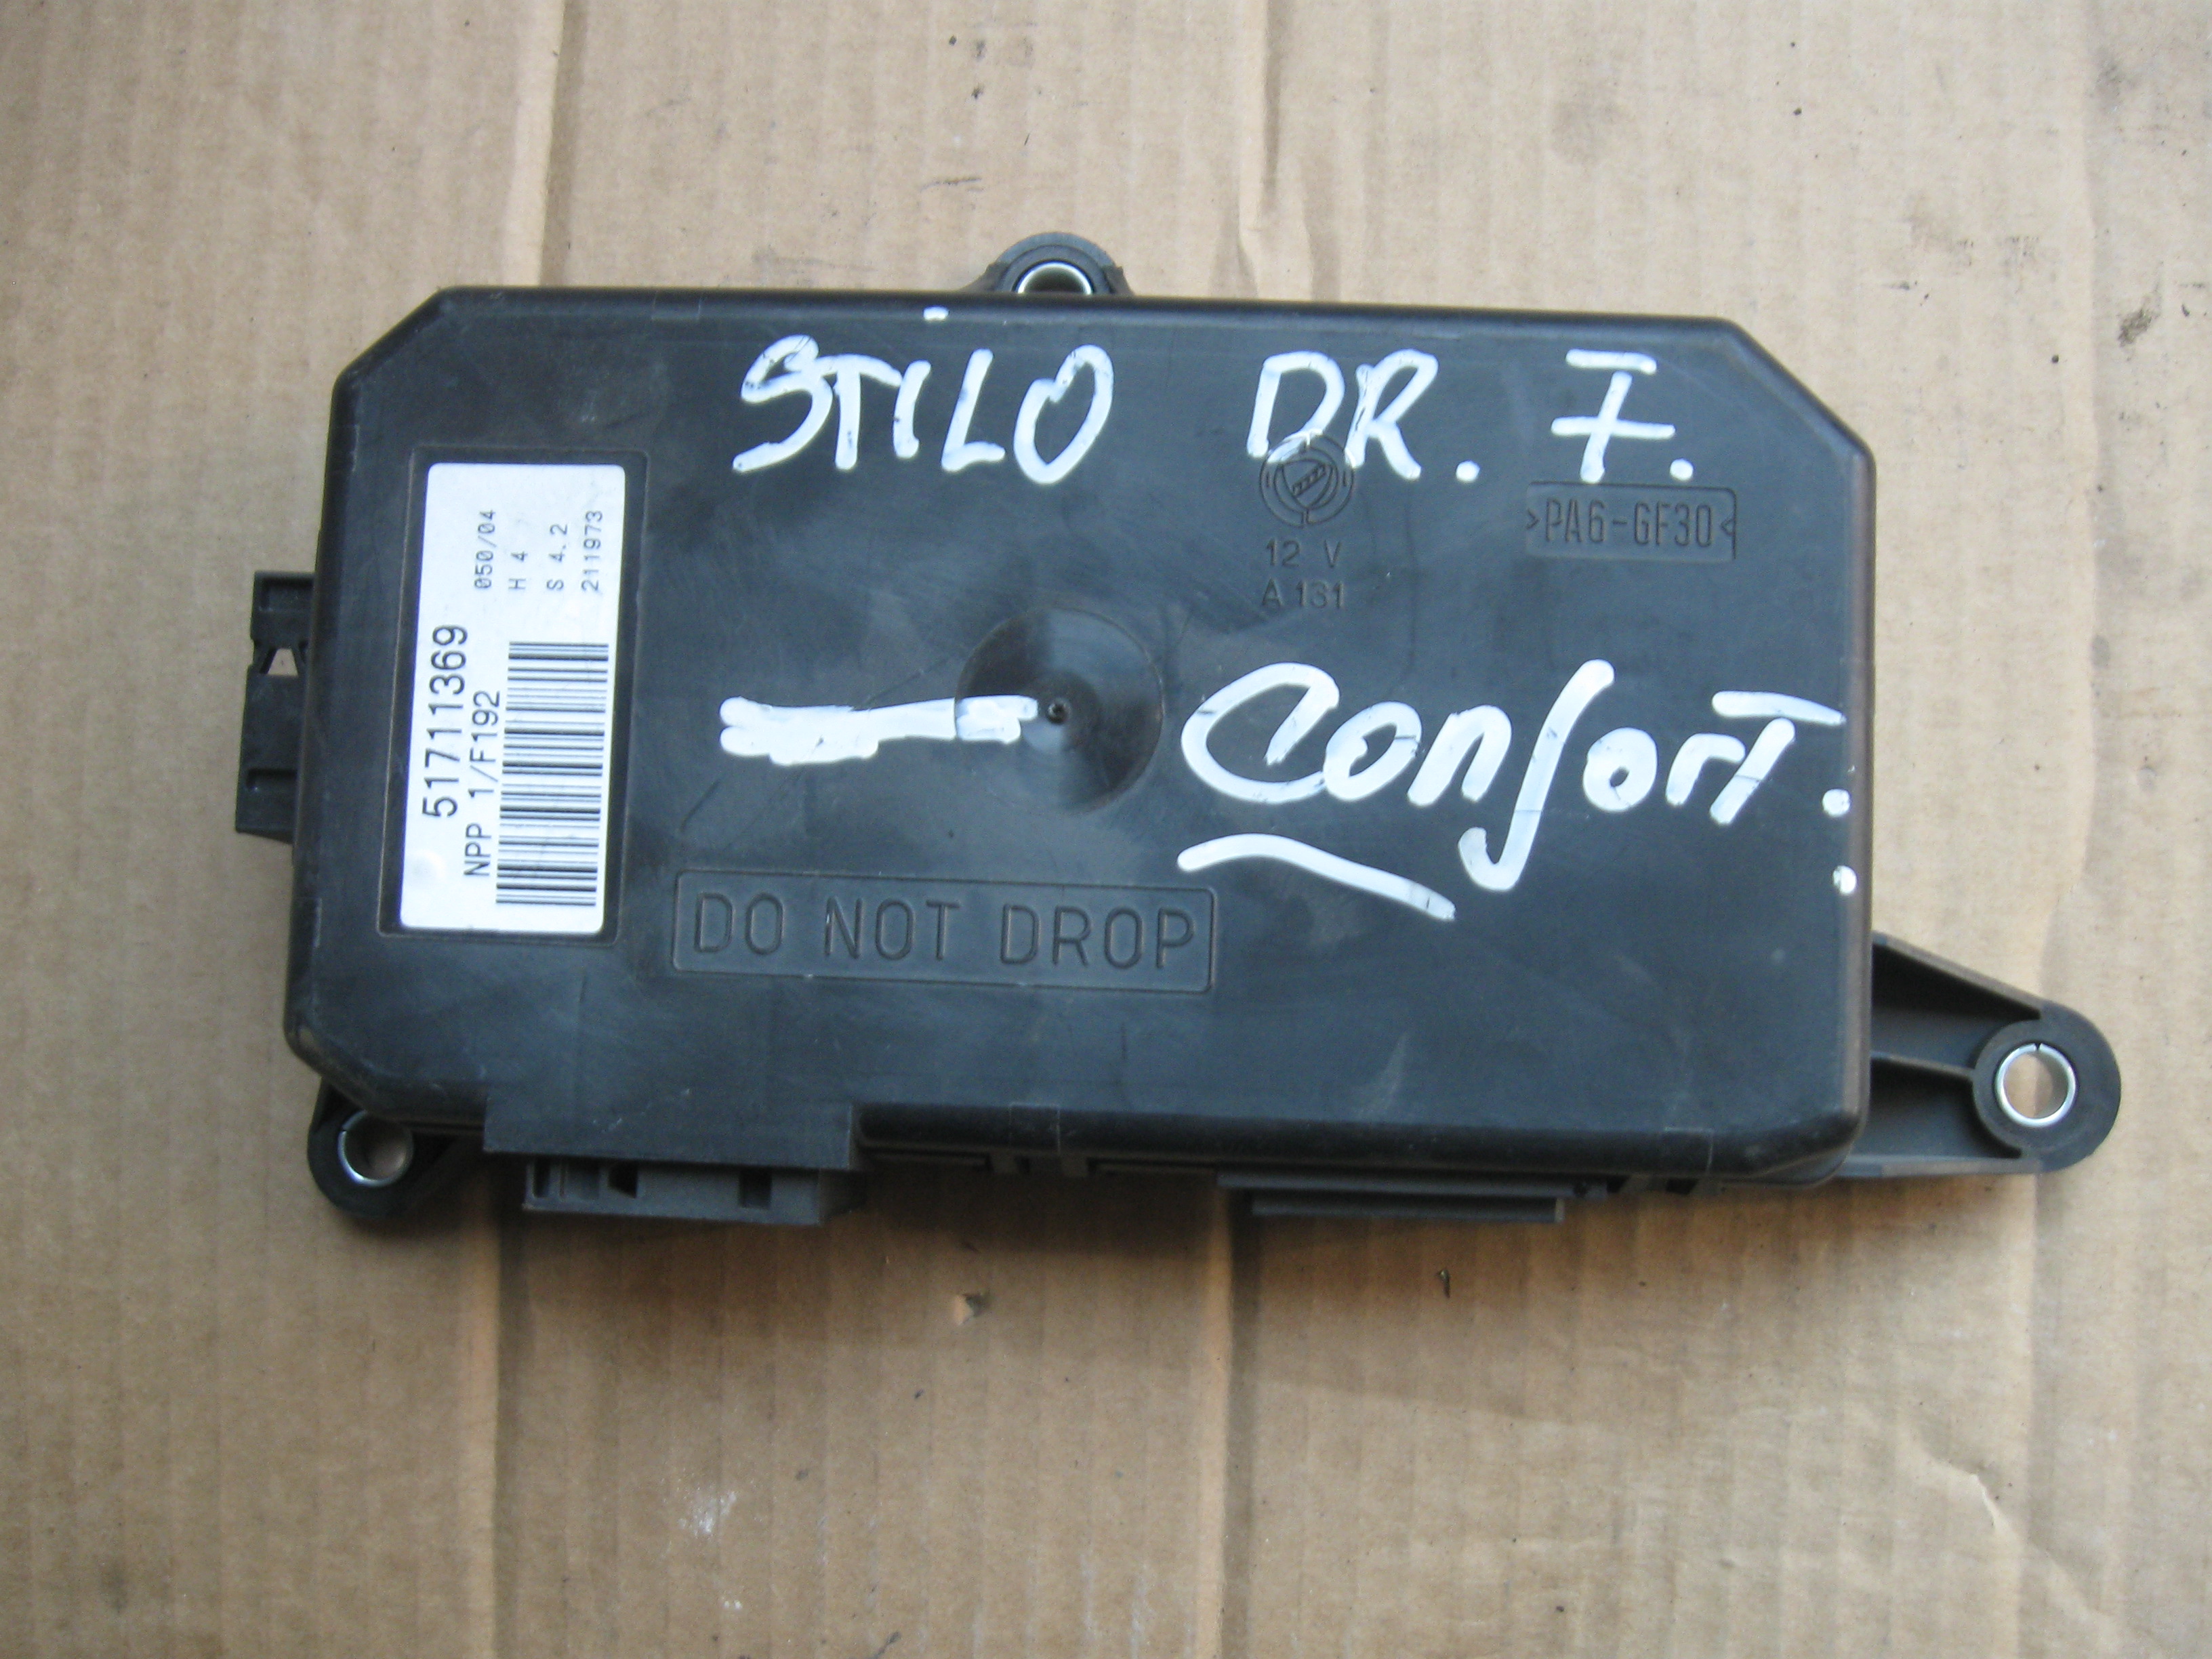 STILO DR. F.
>PA6-GF30<
12 V
A 131
Confort.
DO NOT DROP
51711369
NPP 1/F192
050/04
H 4
S 4.2
2111973